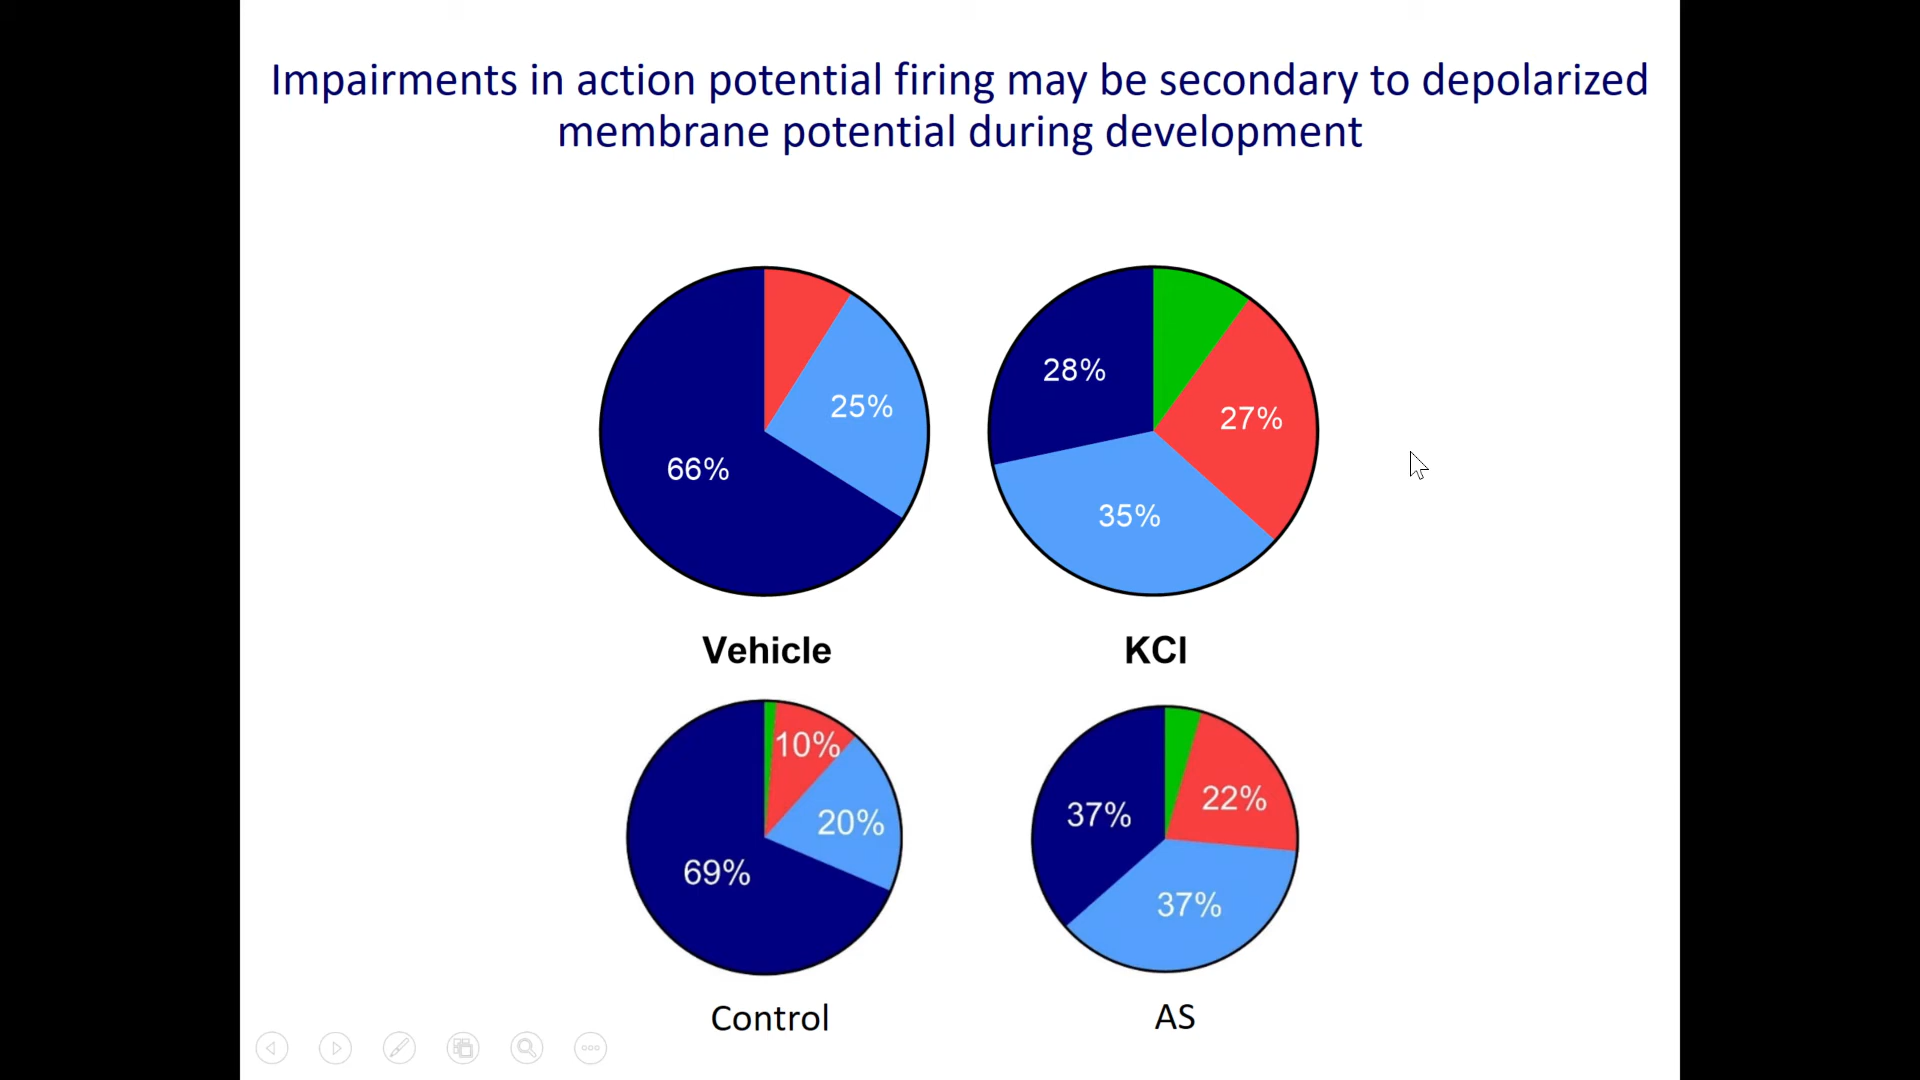 Impairments in action potential firing may be secondary to depolarized
membrane potential during development
66%
25%
28%
27%
35%
Vehicle
KCl
69%
10%
20%
37%
22%
37%
Control
AS